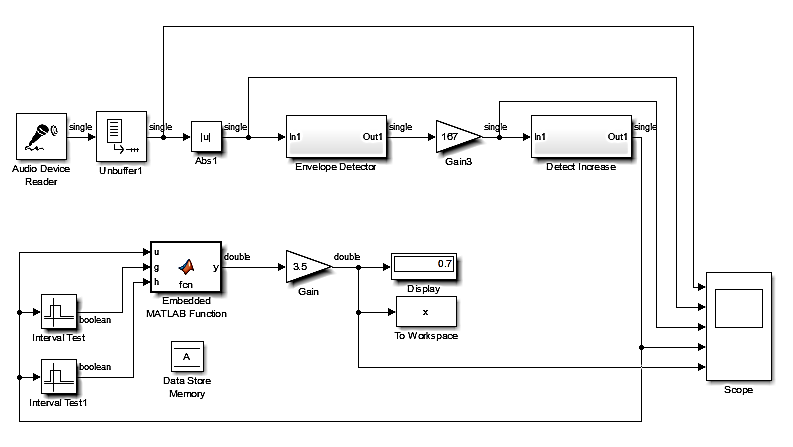 single
single
single
single
single
single
|u|
In1
Out1
167
In1
Out1
Audio Device
Reader
Unbuffer1
Abs1
Envelope Detector
Gain3
Detect Increase
u
g
h
y
fcn
double
3.5
double
0.7
Embedded
MATLAB Function
Gain
Display
boolean
x
Interval Test
To Workspace
A
boolean
Data Store
Memory
Interval Test1
Scope